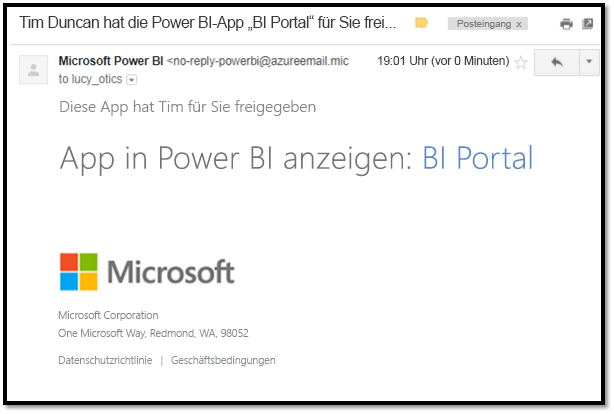 Tim Duncan hat die Power BI-App „BI Portal“ für Sie frei...
Posteingang x
Microsoft Power BI <no-reply-powerbi@azureemail.mic
19:01 Uhr (vor 0 Minuten)
to lucy_otics
Diese App hat Tim für Sie freigegeben
App in Power BI anzeigen: BI Portal
Microsoft
Microsoft Corporation
One Microsoft Way, Redmond, WA, 98052
Datenschutzrichtlinie | Geschäftsbedingungen